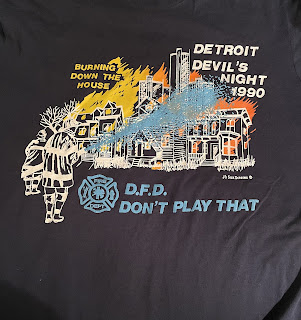 DETROIT
DEVIL'S
NIGHT
1990
BURNING
DOWN THE
HOUSE
D.F.D.
DON'T PLAY THAT